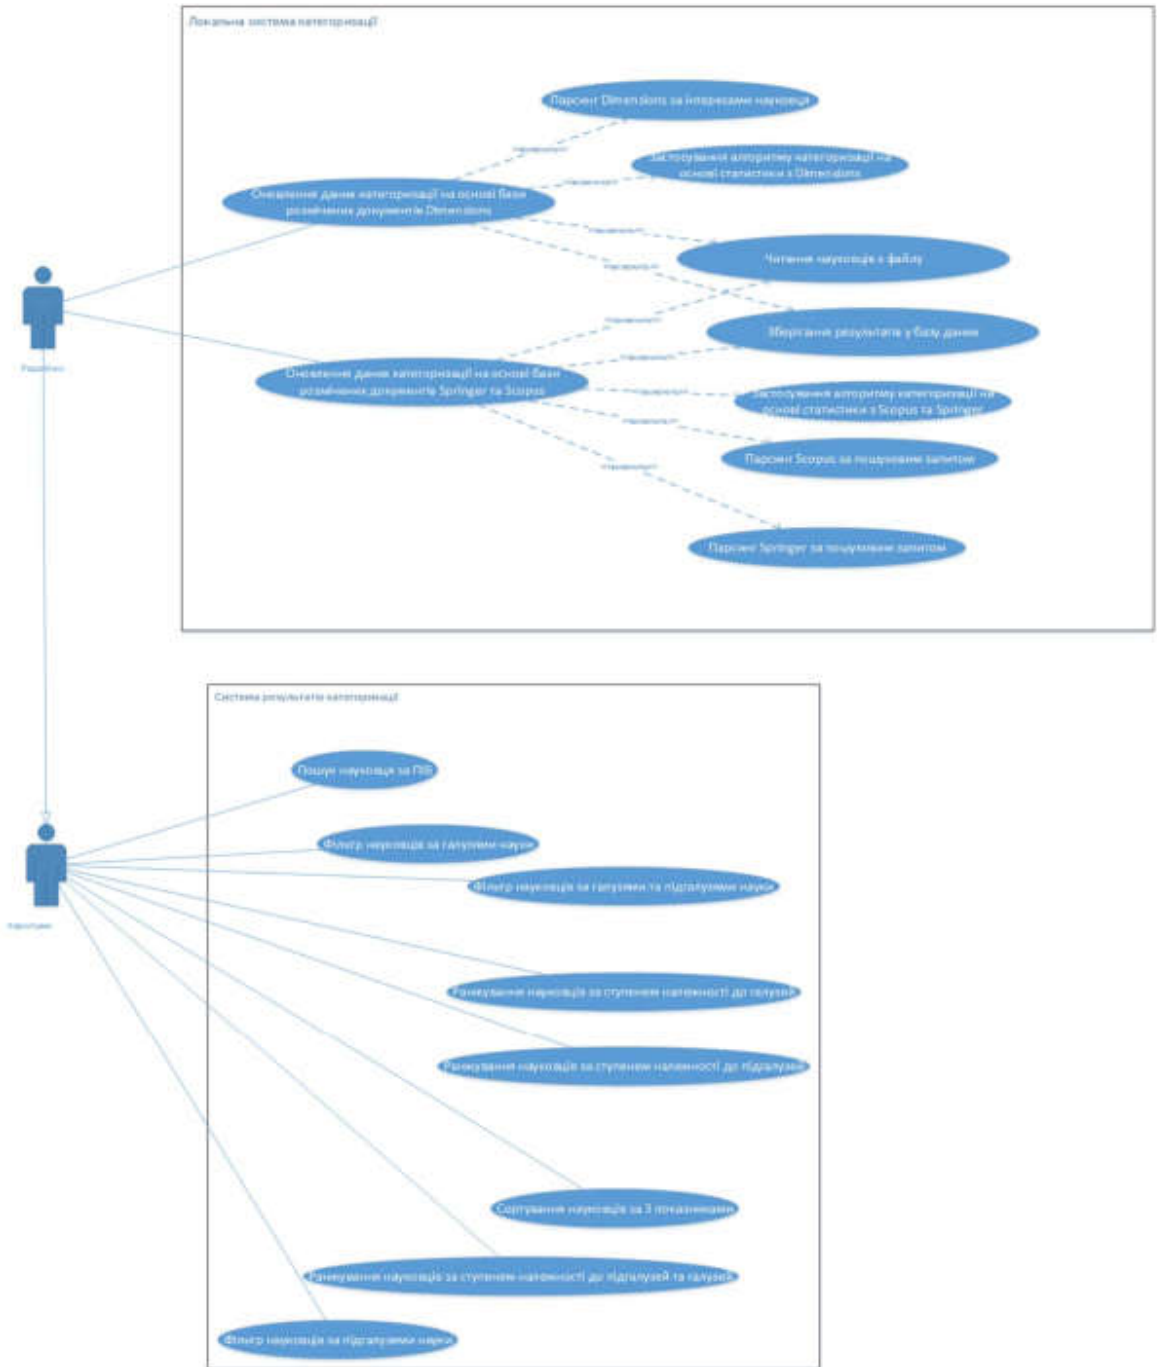 Локальна система категоризації
Парсинг Dimensions за інтересами науковця
Застосування алгоритму категоризації на
основі статистики з Dimensions
Оновлення даних категоризації на основі бази
розмічених документів Dimensions
Читання науковців з файлу
Зберігання результатів у базу даних
Оновлення даних категоризації на основі бази
розмічених документів Springer та Scopus
Застосування алгоритму категоризації на
основі статистики з Scopus та Springer
Парсинг Scopus за пошуковим запитом
Парсинг Springer за пошуковим запитом
Система результатів категоризації
Пошук науковця за ПІБ
Фільтр науковців за галузями науки
Фільтр науковців за галузями та підгалузями науки
Ранжування науковців за ступенем належності до галузей
Ранжування науковців за ступенем належності до підгалузей
Сортування науковців за 3 показниками
Ранжування науковців за ступенем належності до підгалузей та галузей
Фільтр науковців за підгалузями науки